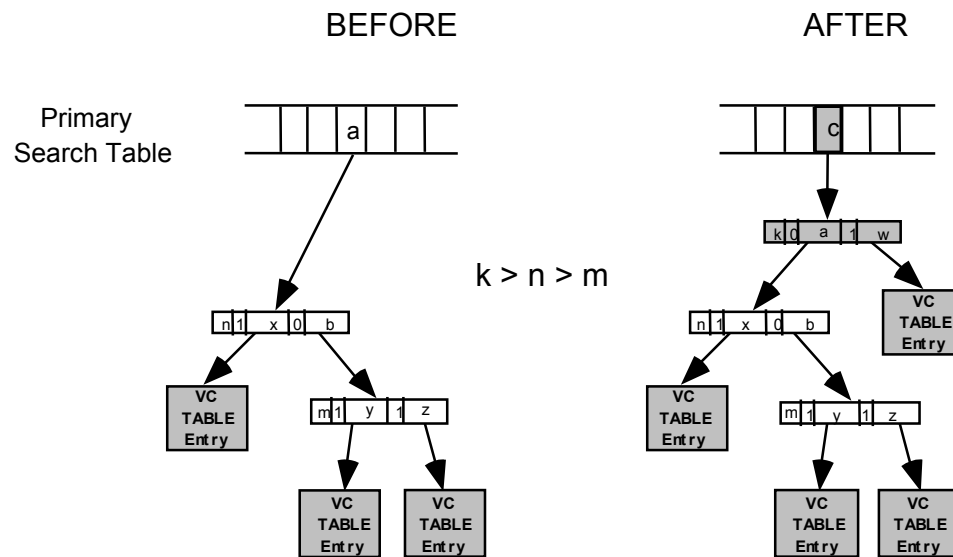 BEFORE
AFTER
Primary
Search Table
a
c
k 0 a 1 w
k > n > m
VC
TABLE
Entry
n 1 x 0 b
n 1 x 0 b
VC
TABLE
Entry
VC
TABLE
Entry
m 1 y 1 z
m 1 y 1 z
VC
TABLE
Entry
VC
TABLE
Entry
VC
TABLE
Entry
VC
TABLE
Entry